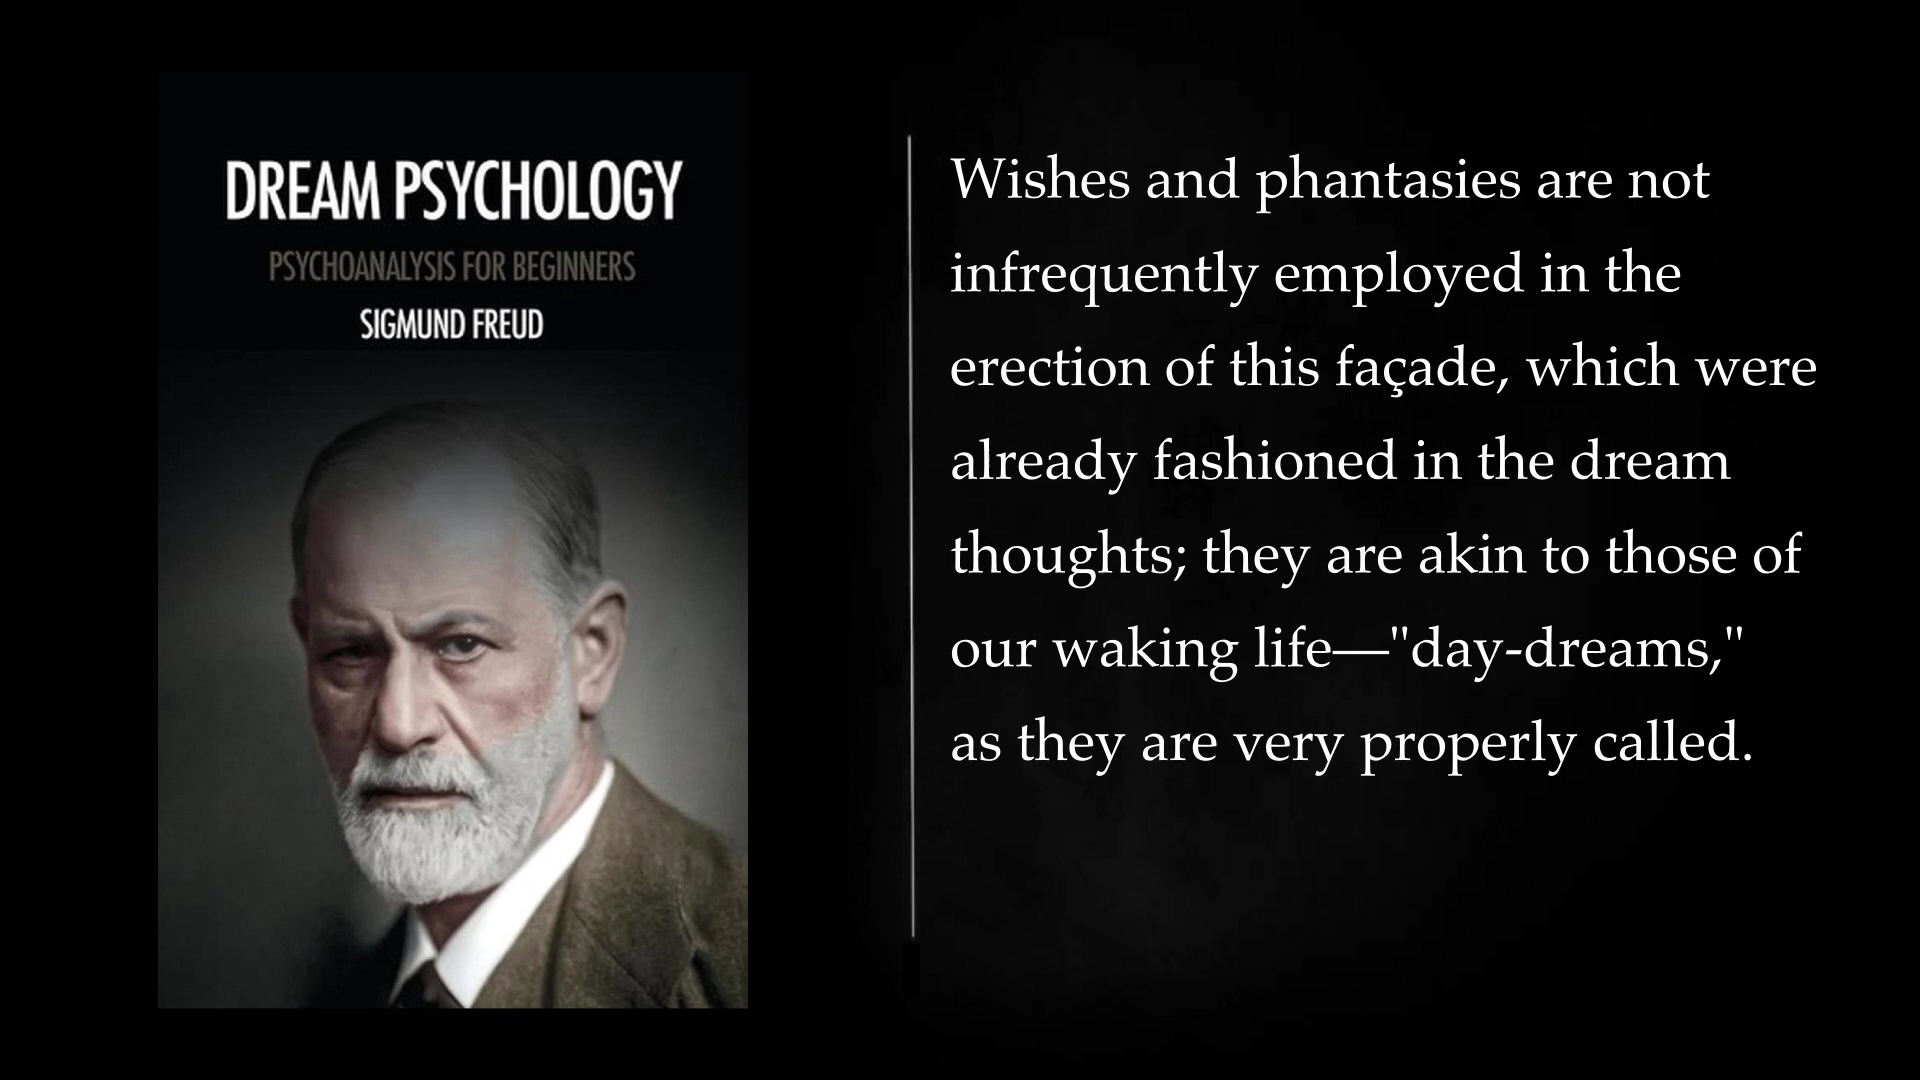 DREAM PSYCHOLOGY
PSYCHOANALYSIS FOR BEGINNERS
SIGMUND FREUD
Wishes and phantasies are not
infrequently employed in the
erection of this façade, which were
already fashioned in the dream
thoughts; they are akin to those of
our waking life—"day-dreams,"
as they are very properly called.